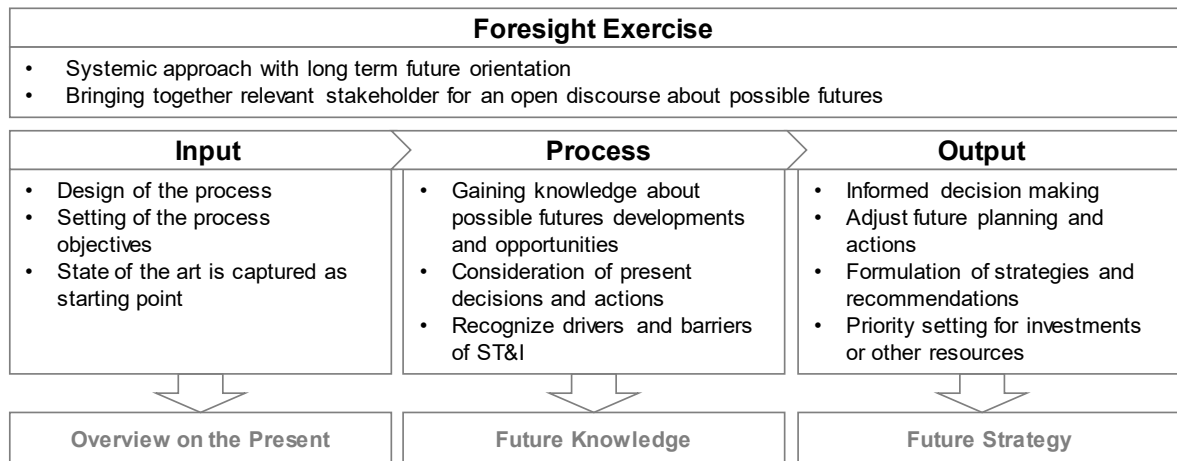 Foresight Exercise
• Systemic approach with long term future orientation
• Bringing together relevant stakeholder for an open discourse about possible futures
Input
• Design of the process
• Setting of the process
objectives
• State of the art is captured as
starting point
Overview on the Present
Process
• Gaining knowledge about
possible futures developments
and opportunities
• Consideration of present
decisions and actions
• Recognize drivers and barriers
of ST&I
Future Knowledge
Output
• Informed decision making
• Adjust future planning and
actions
• Formulation of strategies and
recommendations
• Priority setting for investments
or other resources
Future Strategy